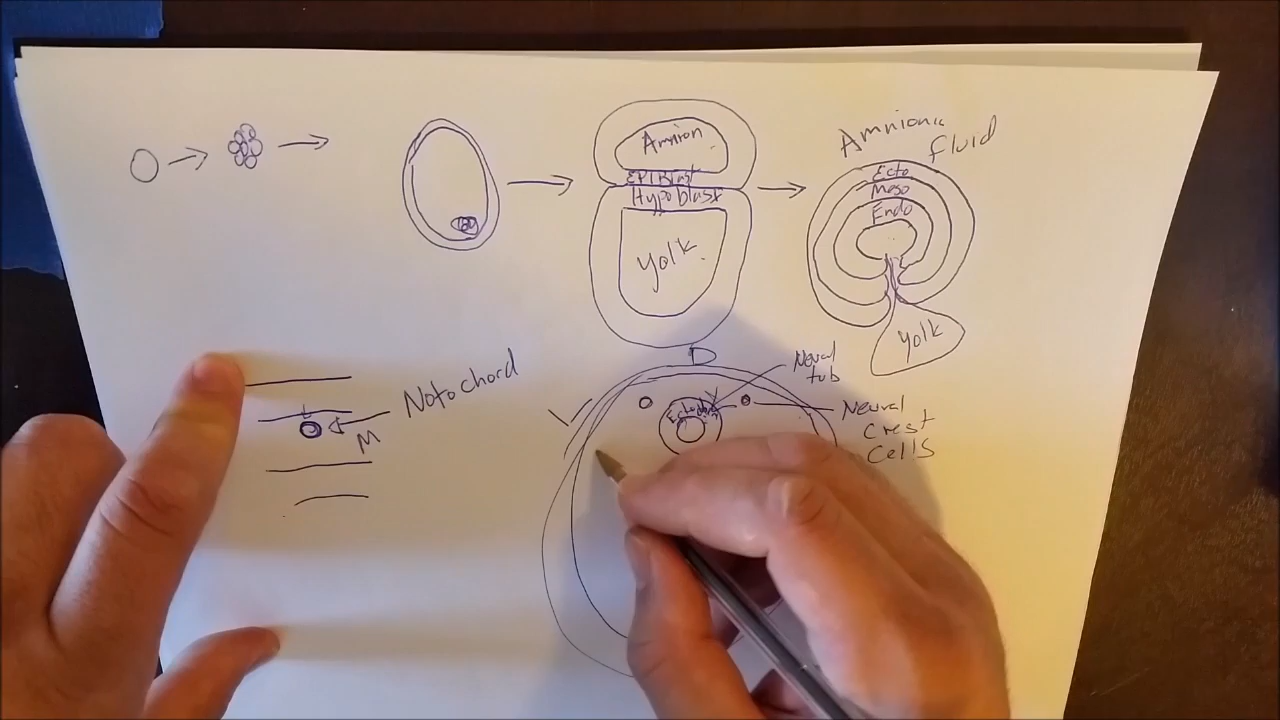 Amnion
EPiBlast
Hypoblast
Yolk
Amnionic
fluid
Ecto
Meso
Endo
Yolk
Notochord
M
D
Neural
tub
Neural
Crest
Cells